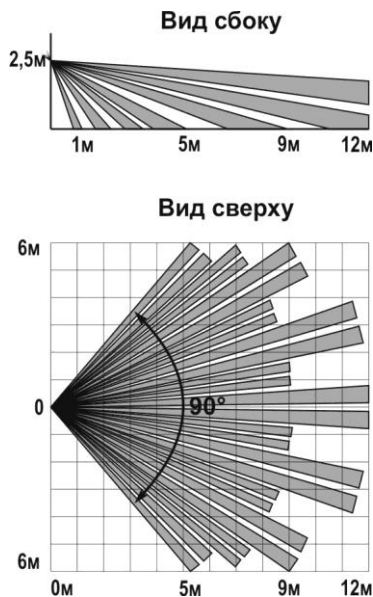 Вид сбоку
2,5м
1м 5м 9м 12м
Вид сверху
6м
0
90°
6м
0м 5м 9м 12м